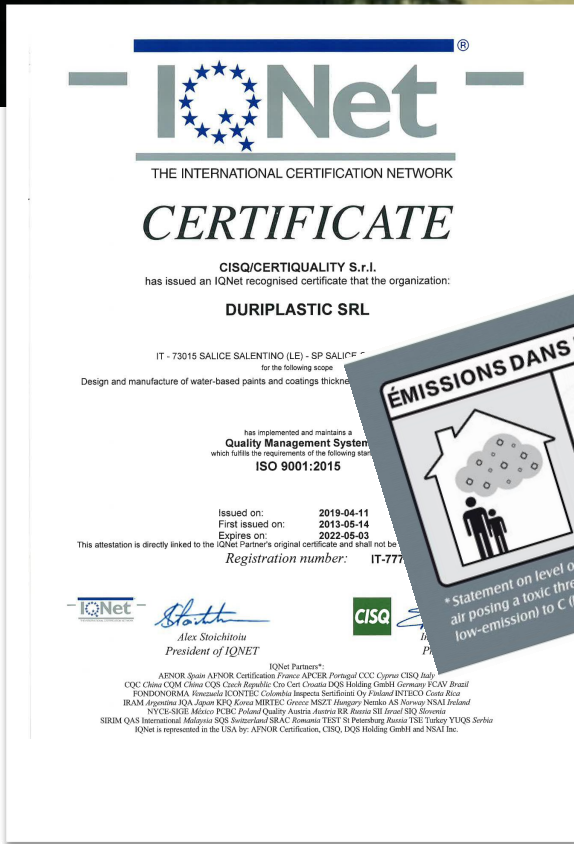 IQNet®
THE INTERNATIONAL CERTIFICATION NETWORK
CERTIFICATE
CISQ/CERTIQUALITY S.r.l.
has issued an IQNet recognised certificate that the organization:
DURIPLASTIC SRL
IT - 73015 SALICE SALENTINO (LE) - SP SALICE
for the following scope
Design and manufacture of water-based paints and coatings
has implemented and maintains a
Quality Management System
which fulfills the requirements of the following
ISO 9001:2015
Issued on: 2019-04-11
First issued on: 2013-05-14
Expires on: 2022-05-03
This attestation is directly linked to the IQNet Partner's original certificate and shall not be
Registration number: IT-777
IQNet
CISQ
Alex Stoichitoiu
President of IQNET
IQNet Partners*:
AENOR Spain AFNOR Certification France APCER Portugal CCC Cyprus CISQ Italy
CQC China CQM China CQS Czech Republic Cro Cert Croatia DQS Holding GmbH Germany FCAV Brazil
FONDONORMA Venezuela ICONTEC Colombia Inspecta Sertifiointi Oy Finland INTECO Costa Rica
IRAM Argentina JQA Japan KFQ Korea MIRTEC Greece MSZT Hungary Nemko AS Norway NSAI Ireland
NYCE-SIGE México PCBC Poland Quality Austria Austria RR Russia SII Israel SIQ Slovenia
SIRIM QAS International Malaysia SQS Switzerland SRAC Romania TEST St Petersburg Russia TSE Turkey YUQS Serbia
IQNet is represented in the USA by: AFNOR Certification, CISQ, DQS Holding GmbH and NSAI Inc.
ÉMISSIONS DANS
*Statement on level
air posing a toxic
low-emission) to C